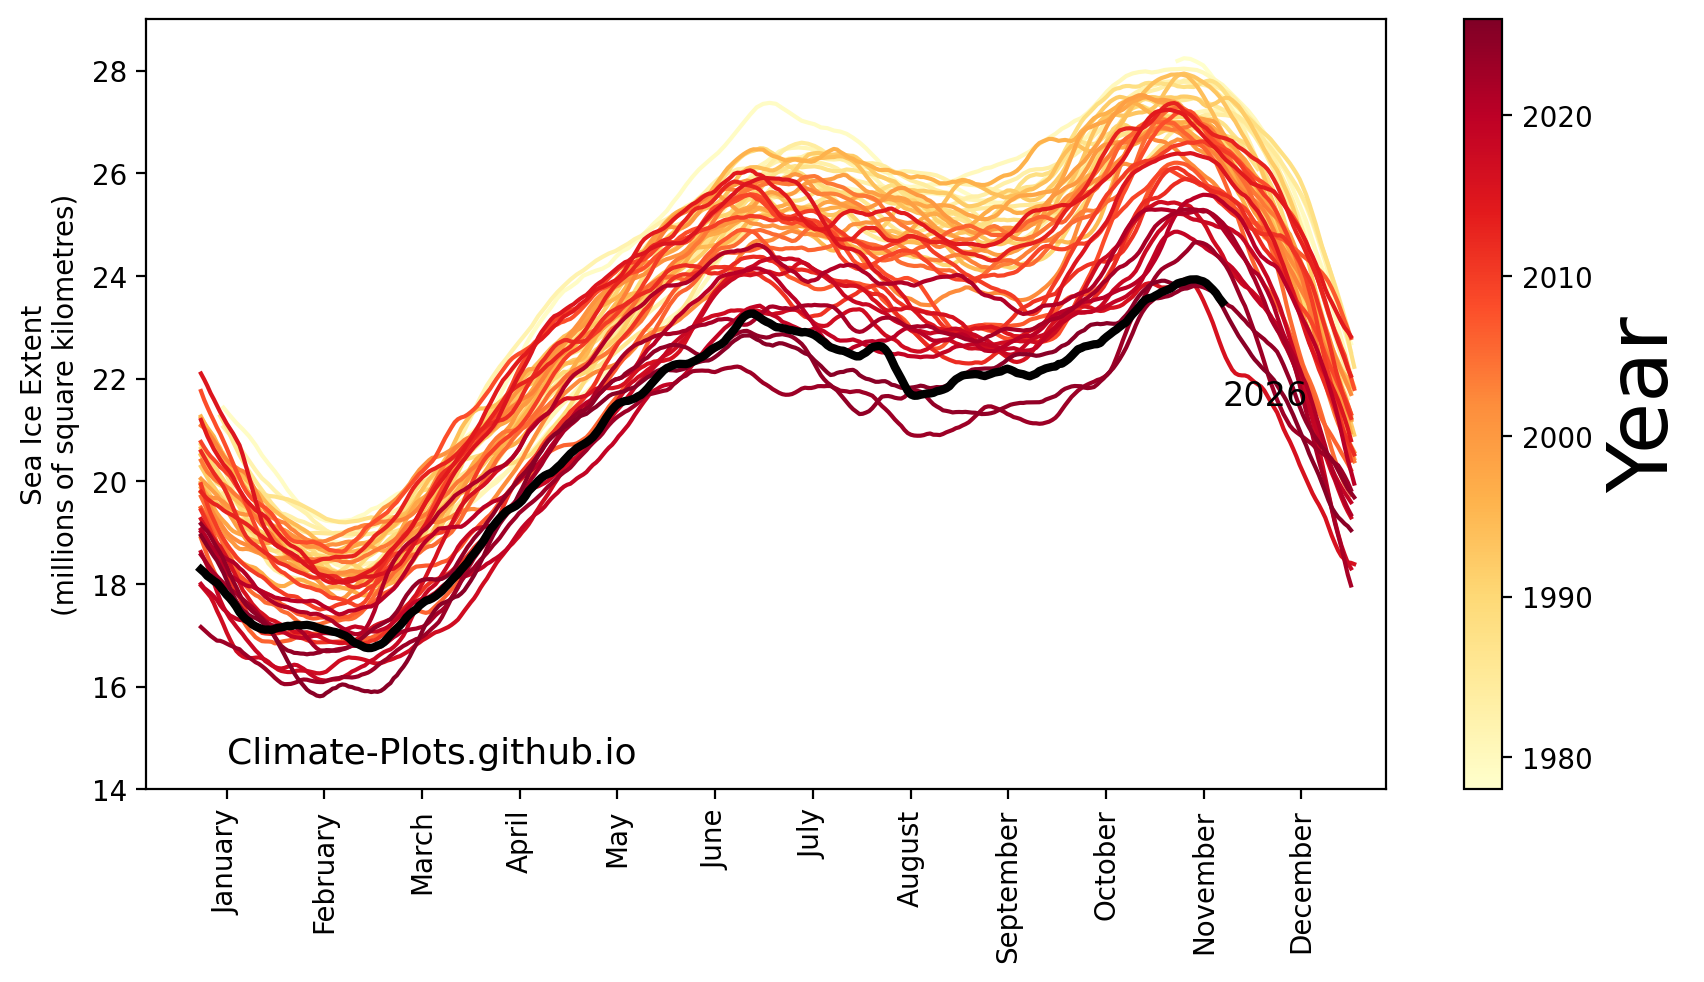 28
26
24
22
20
18
16
14
Sea Ice Extent
(millions of square kilometres)
2026
Climate-Plots.github.io
January
February
March
April
May
June
July
August
September
October
November
December
2020
2010
2000
1990
1980
Year